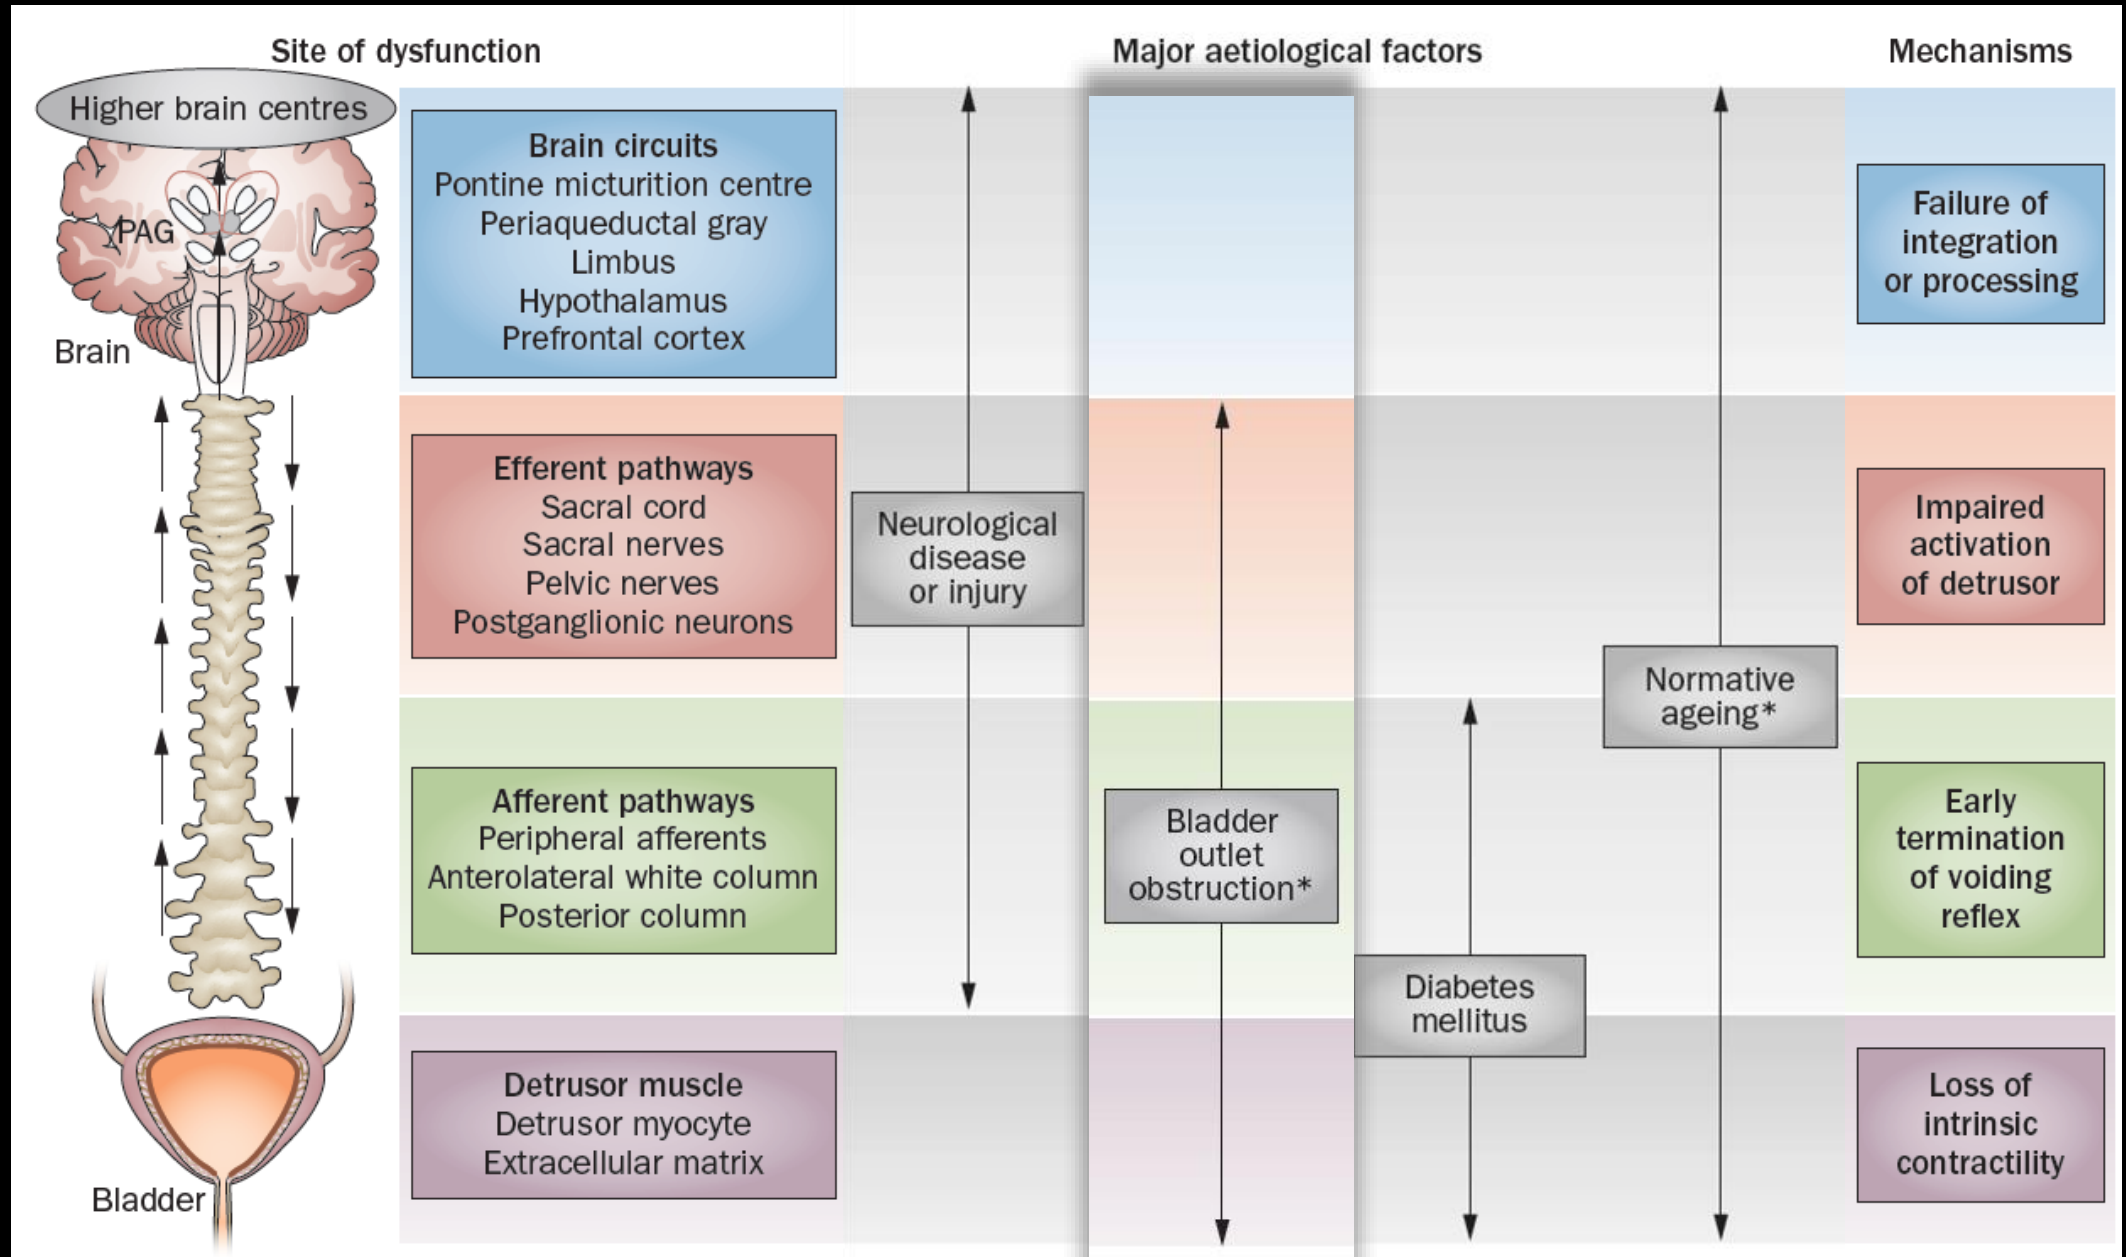 Site of dysfunction
Major aetiological factors
Mechanisms
Higher brain centres
PAG
Brain
Bladder
Brain circuits
Pontine micturition centre
Periaqueductal gray
Limbus
Hypothalamus
Prefrontal cortex
Efferent pathways
Sacral cord
Sacral nerves
Pelvic nerves
Postganglionic neurons
Afferent pathways
Peripheral afferents
Anterolateral white column
Posterior column
Detrusor muscle
Detrusor myocyte
Extracellular matrix
Neurological
disease
or injury
Bladder
outlet
obstruction*
Diabetes
mellitus
Normative
ageing*
Failure of
integration
or processing
Impaired
activation
of detrusor
Early
termination
of voiding
reflex
Loss of
intrinsic
contractility